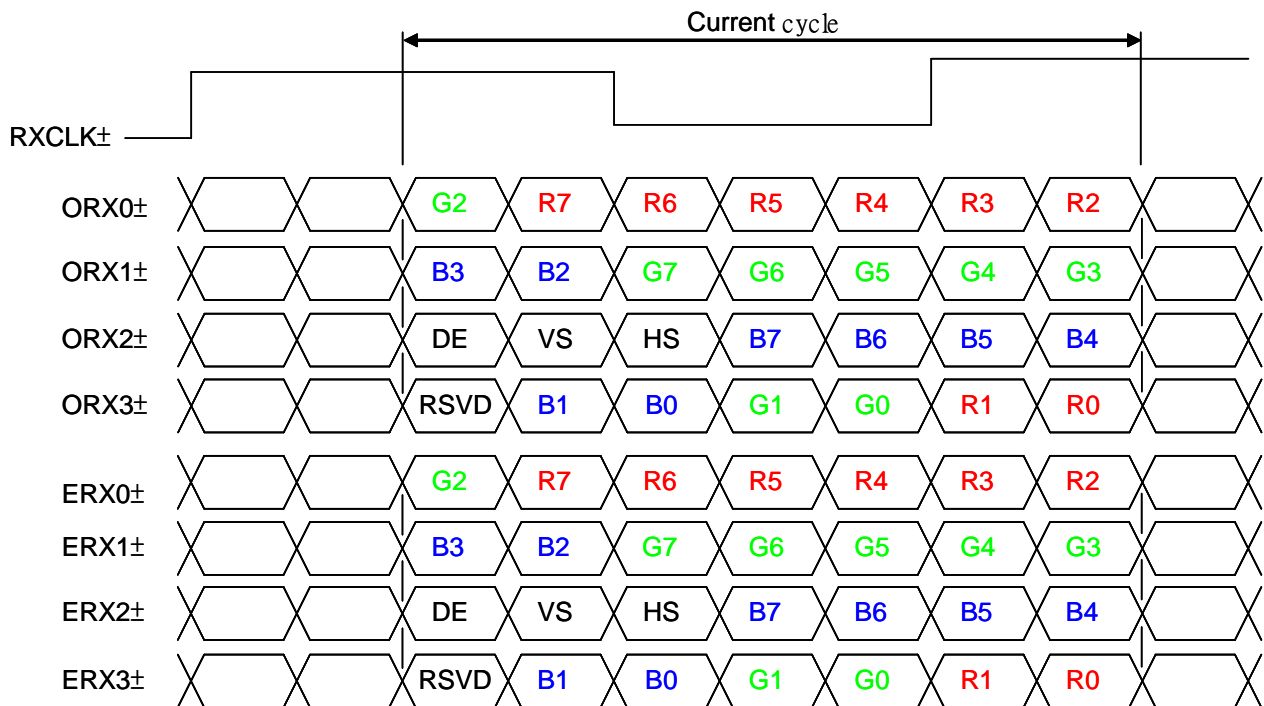 Current cycle
RXCLK±
ORX0± G2 R7 R6 R5 R4 R3 R2
ORX1± B3 B2 G7 G6 G5 G4 G3
ORX2± DE VS HS B7 B6 B5 B4
ORX3± RSVD B1 B0 G1 G0 R1 R0
ERX0± G2 R7 R6 R5 R4 R3 R2
ERX1± B3 B2 G7 G6 G5 G4 G3
ERX2± DE VS HS B7 B6 B5 B4
ERX3± RSVD B1 B0 G1 G0 R1 R0